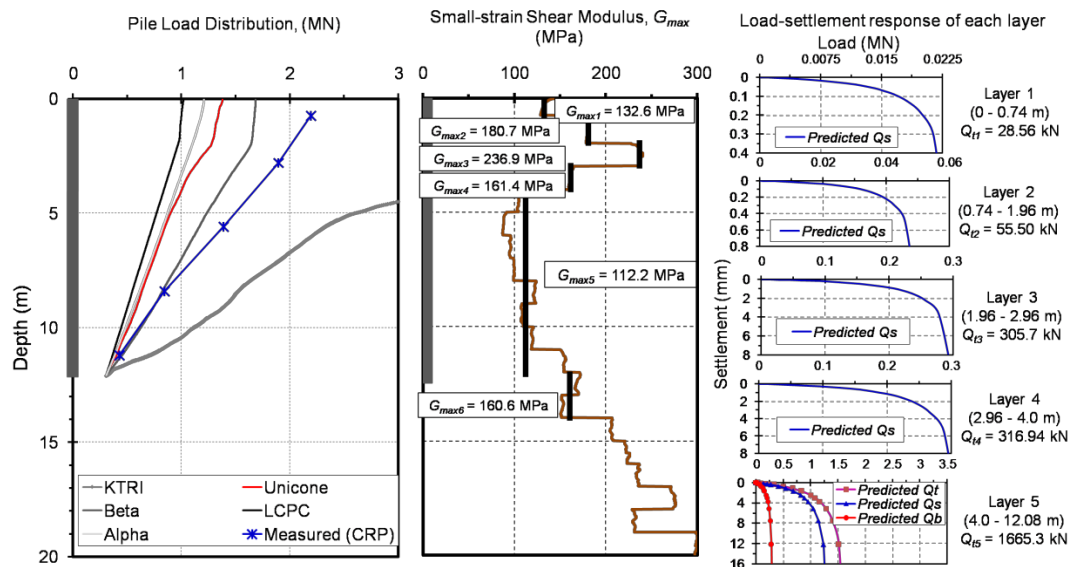 Pile Load Distribution, (MN)
0 1 2 3
0
5
10
15
20
Depth (m)
KTRI
Beta
Alpha
Unicone
LCPC
Measured (CRP)
Small-strain Shear Modulus, Gmax
(MPa)
0 100 200 300
Gmax1 = 132.6 MPa
Gmax2 = 180.7 MPa
Gmax3 = 236.9 MPa
Gmax4 = 161.4 MPa
Gmax5 = 112.2 MPa
Gmax6 = 160.6 MPa
Load-settlement response of each layer
Load (MN)
0 0.0075 0.015 0.0225
Settlement (mm)
0
0.1
0.2
0.3
0.4
Predicted Qs
0 0.02 0.04 0.06
Layer 1
(0 - 0.74 m)
Qt1 = 28.56 kN
0
0.2
0.4
0.6
0.8
Predicted Qs
0 0.1 0.2 0.3
Layer 2
(0.74 - 1.96 m)
Qt2 = 55.50 kN
0
2
4
6
8
Predicted Qs
0 0.1 0.2 0.3
Layer 3
(1.96 - 2.96 m)
Qt3 = 305.7 kN
0
2
4
6
8
Predicted Qs
0 0.5 1 1.5 2 2.5 3 3.5
Layer 4
(2.96 - 4.0 m)
Qt4 = 316.94 kN
0
4
8
12
16
Predicted Qt
Predicted Qs
Predicted Qb
Layer 5
(4.0 - 12.08 m)
Qt5 = 1665.3 kN